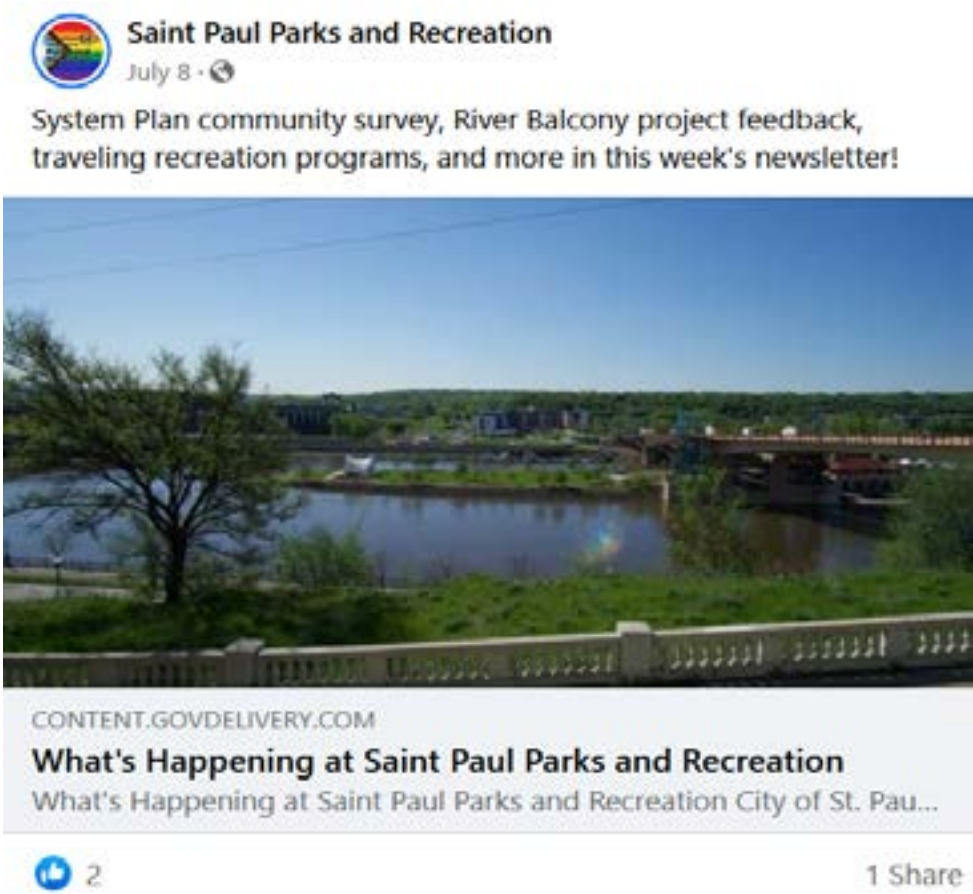 Saint Paul Parks and Recreation
July 8 ·
System Plan community survey, River Balcony project feedback,
traveling recreation programs, and more in this week's newsletter!
CONTENT.GOVDELIVERY.COM
What's Happening at Saint Paul Parks and Recreation
What's Happening at Saint Paul Parks and Recreation City of St. Pau...
2
1 Share